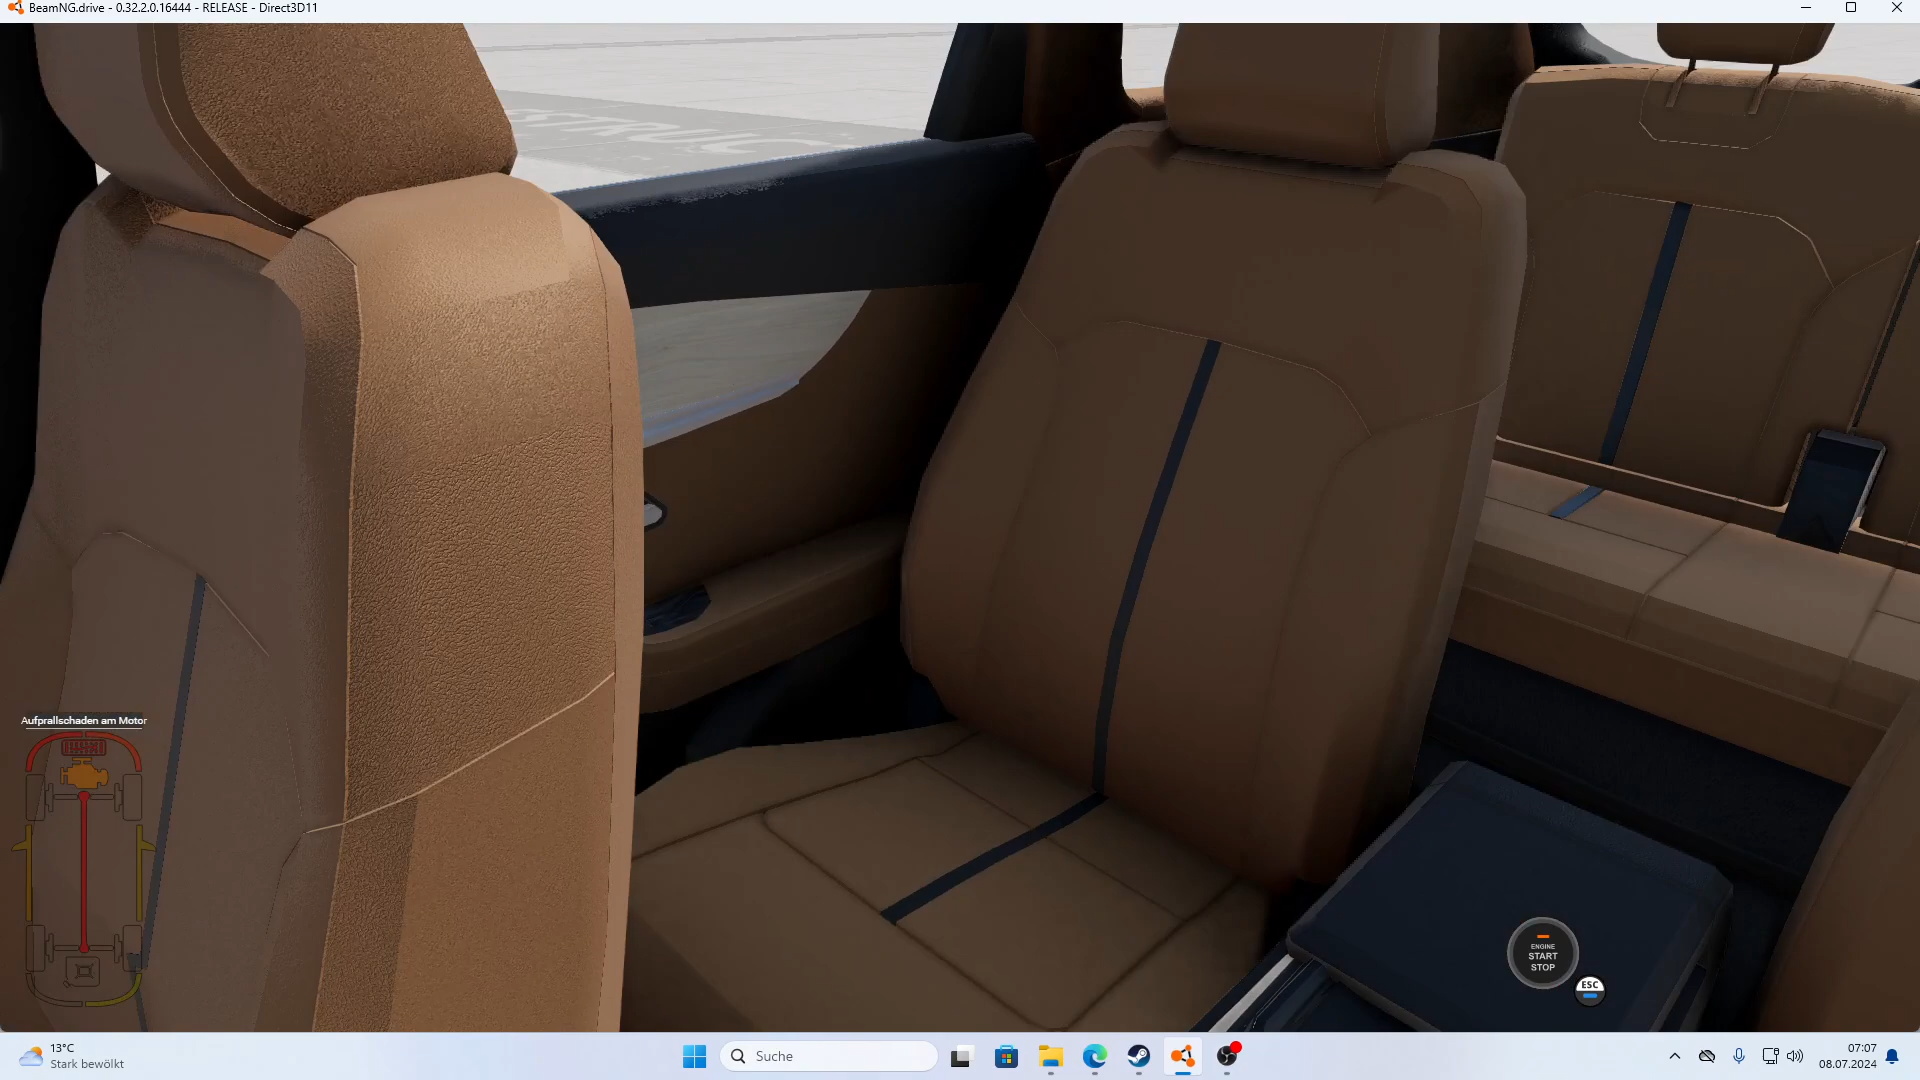 BeamNG.drive - 0.32.2.0.16444 - RELEASE - Direct3D11
Aufprallschaden am Motor
ENGINE
START
STOP
ESC
13°C
Stark bewölkt
Suche
07:07
08.07.2024